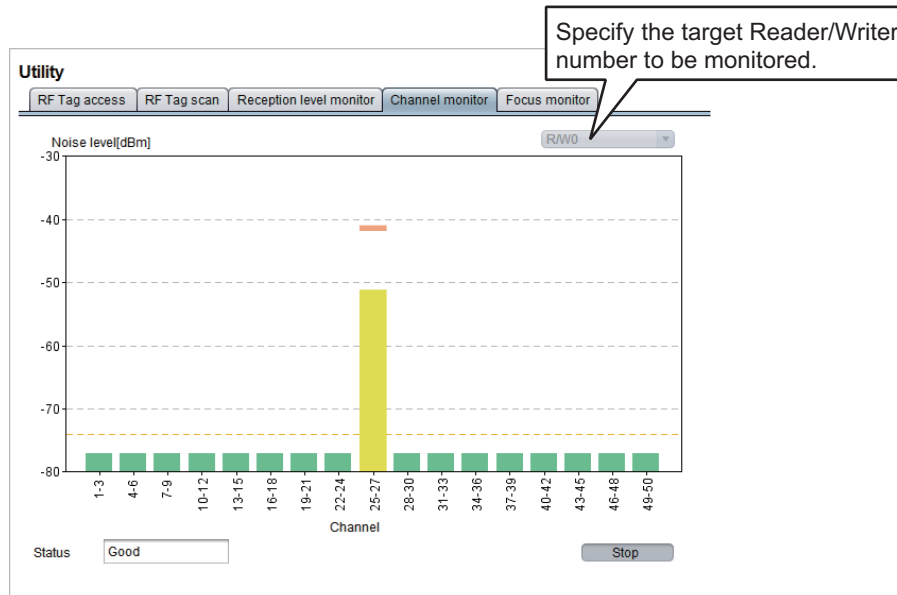 Specify the target Reader/Writer
number to be monitored.
Utility
RF Tag access RF Tag scan Reception level monitor Channel monitor Focus monitor
Noise level[dBm]
R/W0
-30
-40
-50
-60
-70
-80
1-3 4-6 7-9 10-12 13-15 16-18 19-21 22-24 25-27 28-30 31-33 34-36 37-39 40-42 43-45 46-48 49-50
Channel
Status Good Stop